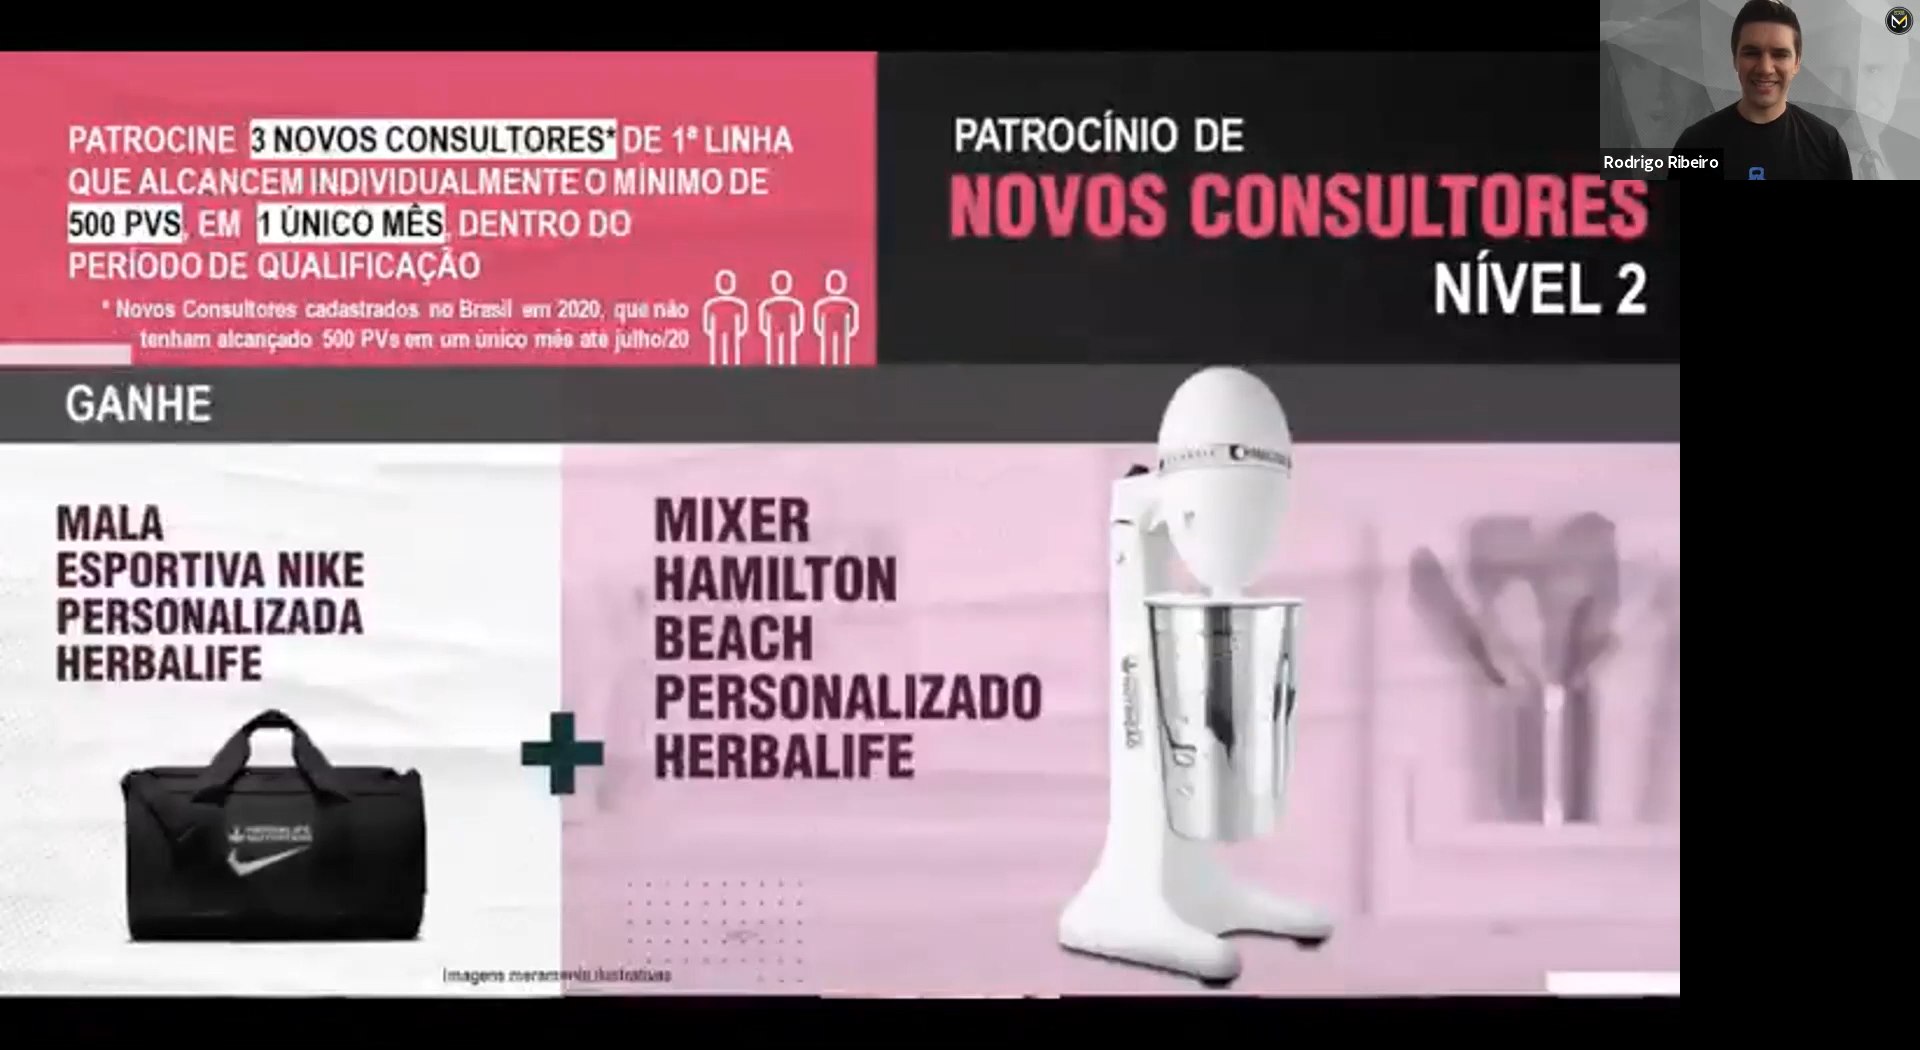 PATROCINE 3 NOVOS CONSULTORES* DE 1ª LINHA
QUE ALCANCEM INDIVIDUALMENTE O MÍNIMO DE
500 PVS, EM 1 ÚNICO MÊS, DENTRO DO
PERÍODO DE QUALIFICAÇÃO
* Novos Consultores cadastrados no Brasil em 2020, que não
tenham alcançado 500 PVs em um único mês até julho/20
PATROCÍNIO DE
NOVOS CONSULTORES
NÍVEL 2
Rodrigo Ribeiro
GANHE
MALA
ESPORTIVA NIKE
PERSONALIZADA
HERBALIFE
MIXER
HAMILTON
BEACH
PERSONALIZADO
HERBALIFE
Imagens meramente ilustrativas